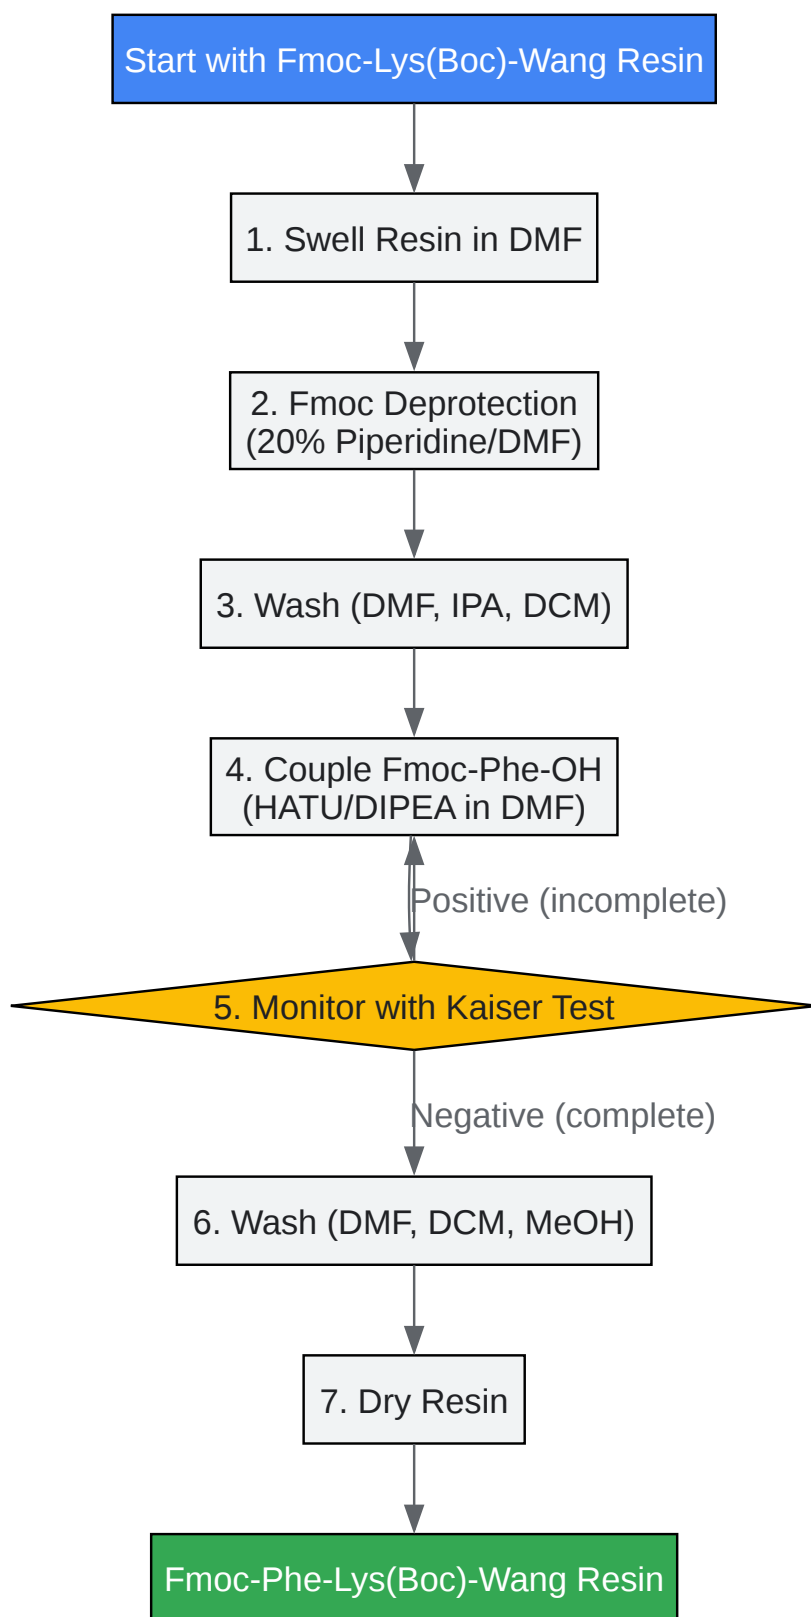 Start with Fmoc-Lys(Boc)-Wang Resin
1. Swell Resin in DMF
2. Fmoc Deprotection
(20% Piperidine/DMF)
3. Wash (DMF, IPA, DCM)
4. Couple Fmoc-Phe-OH
(HATU/DIPEA in DMF)
Positive (incomplete)
5. Monitor with Kaiser Test
Negative (complete)
6. Wash (DMF, DCM, MeOH)
7. Dry Resin
Fmoc-Phe-Lys(Boc)-Wang Resin